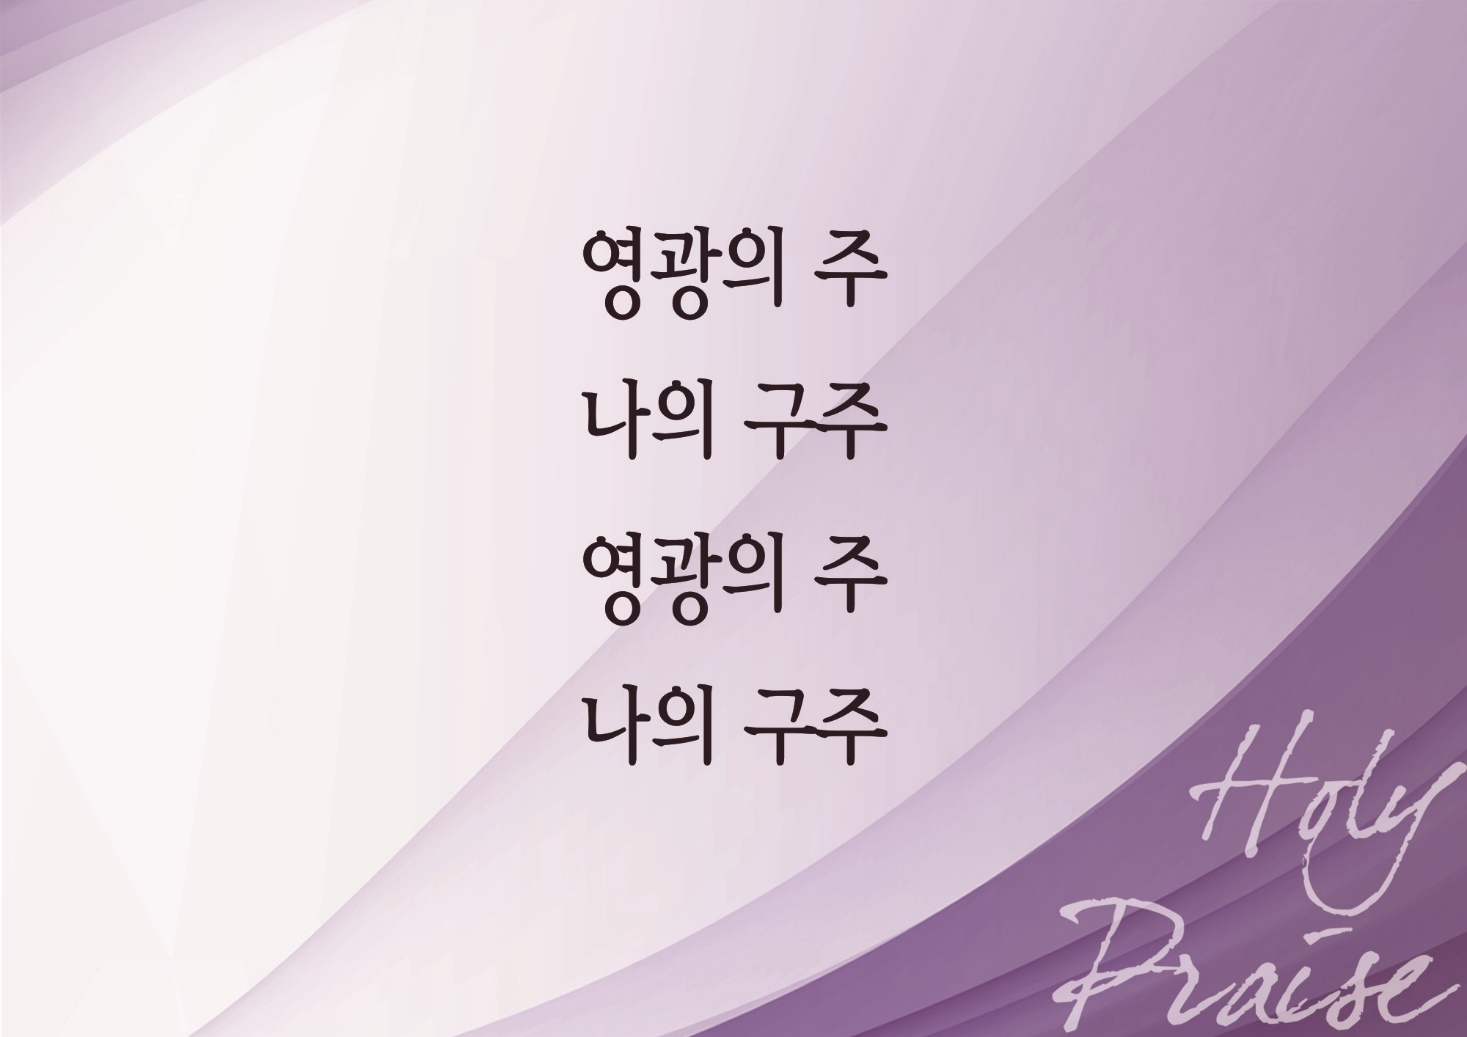 영광의 주
나의 구주
영광의 주
나의 구주
Holy
Praise